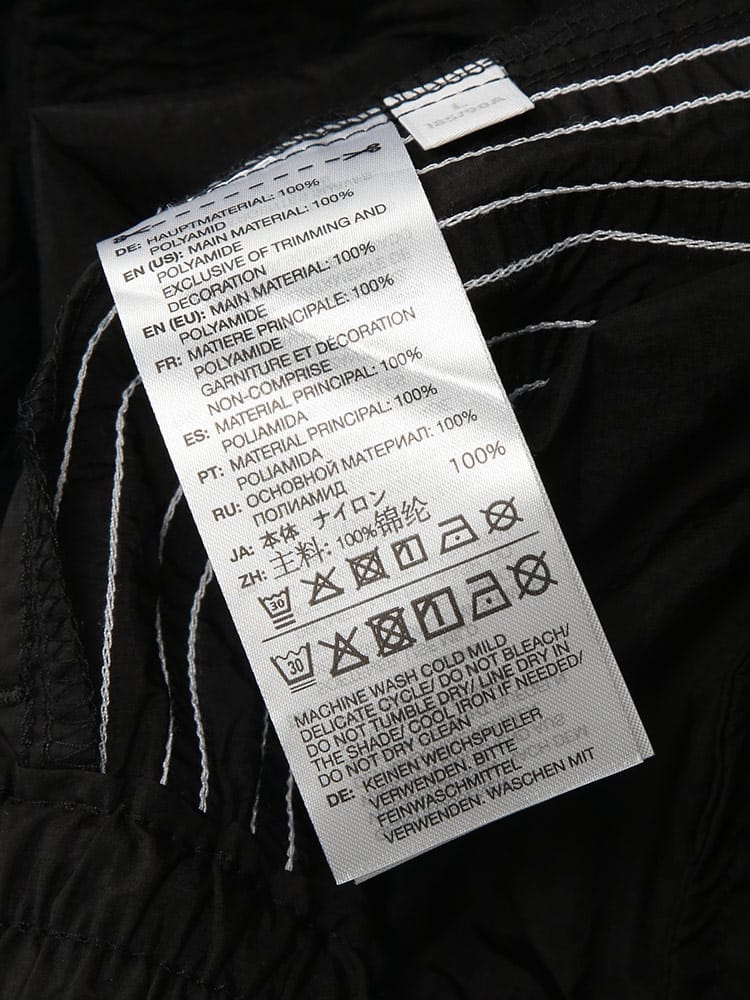 DE: HAUPTMATERIAL: 100%
POLYAMID
EN (US): MAIN MATERIAL: 100%
POLYAMIDE
EXCLUSIVE OF TRIMMING AND
DECORATION
EN (EU): MAIN MATERIAL: 100%
POLYAMIDE
FR: MATIERE PRINCIPALE: 100%
POLYAMIDE
GARNITURE ET DÉCORATION
NON-COMPRISE
ES: MATERIAL PRINCIPAL: 100%
POLIAMIDA
PT: MATERIAL PRINCIPAL: 100%
POLIAMIDA
RU: ОСНОВНОЙ МАТЕРИАЛ: 100%
ПОЛИАМИД
JA: 本体 ナイロン 100%
ZH: 主料: 100%锦纶
30
30
MACHINE WASH COLD MILD
DELICATE CYCLE/ DO NOT BLEACH/
DO NOT TUMBLE DRY/ LINE DRY IN
THE SHADE/ COOL IRON IF NEEDED/
DO NOT DRY CLEAN
DE: KEINEN WEICHSPUELER
VERWENDEN. BITTE
FEINWASCHMITTEL
VERWENDEN. WASCHEN MIT